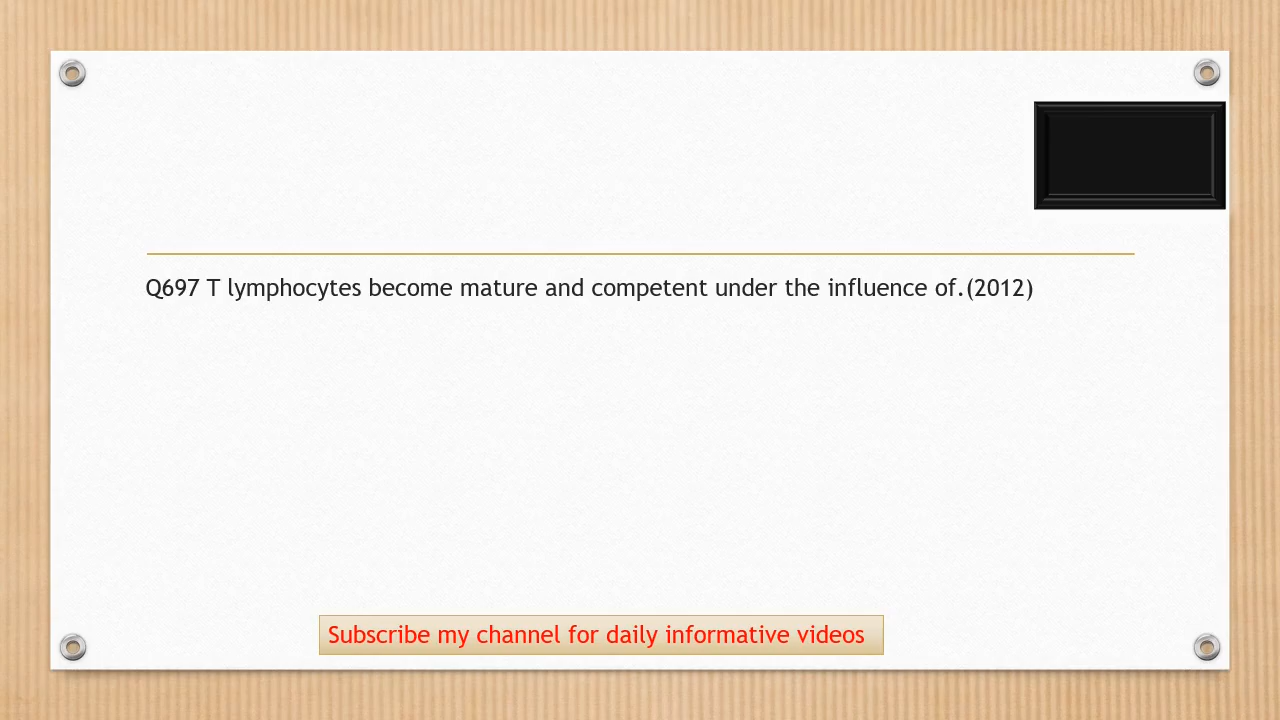 Q697 T lymphocytes become mature and competent under the influence of.(2012)
Subscribe my channel for daily informative videos